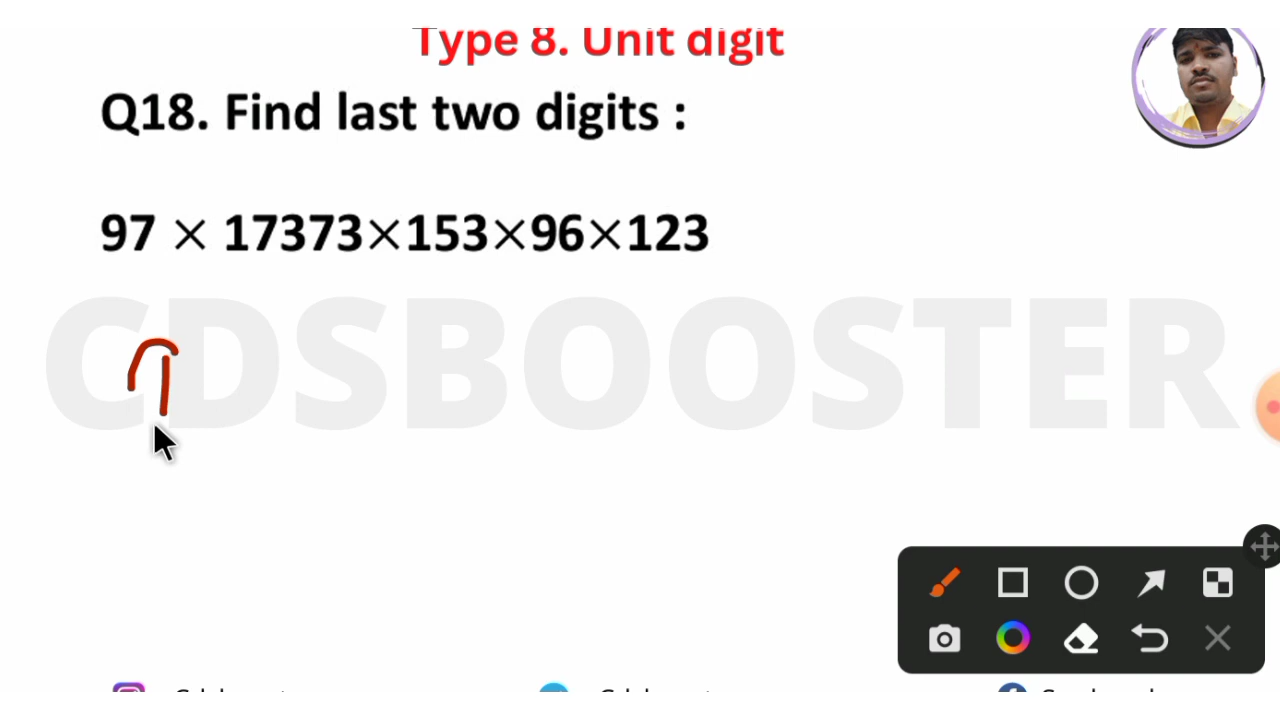 Type 8. Unit digit
Q18. Find last two digits :
97 × 17373×153×96×123
CDSBOOSTER